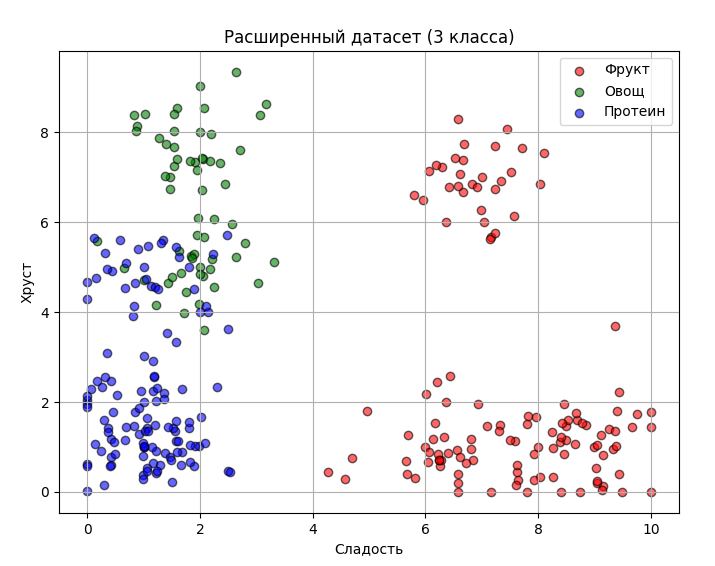 Расширенный датасет (3 класса)
Фрукт
Овощ
Протеин
Хруст
8
6
4
2
0
0 2 4 6 8 10
Сладость